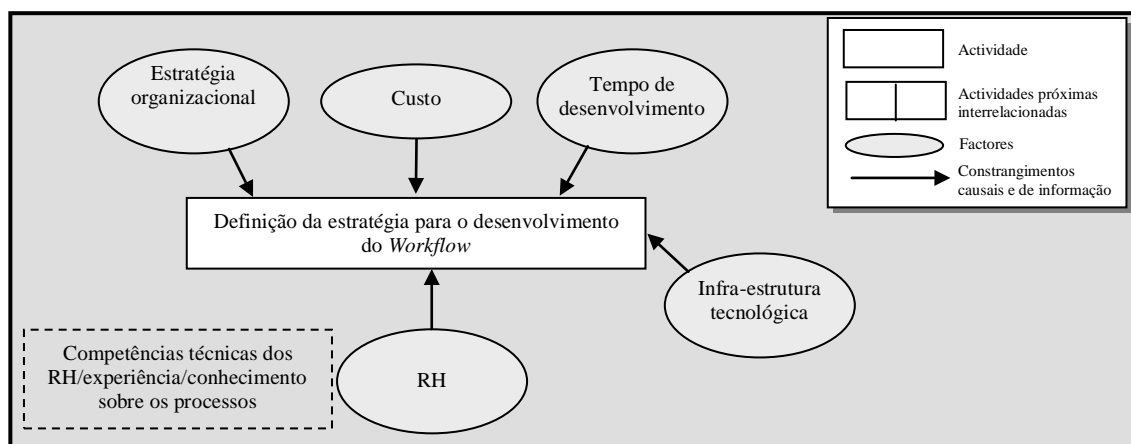 Estratégia
organizacional
Custo
Tempo de
desenvolvimento
Definição da estratégia para o desenvolvimento
do Workflow
Infra-estrutura
tecnológica
Competências técnicas dos
RH/experiência/conhecimento
sobre os processos
RH
Actividade
Actividades próximas
interrelacionadas
Factores
Constrangimentos
causais e de informação